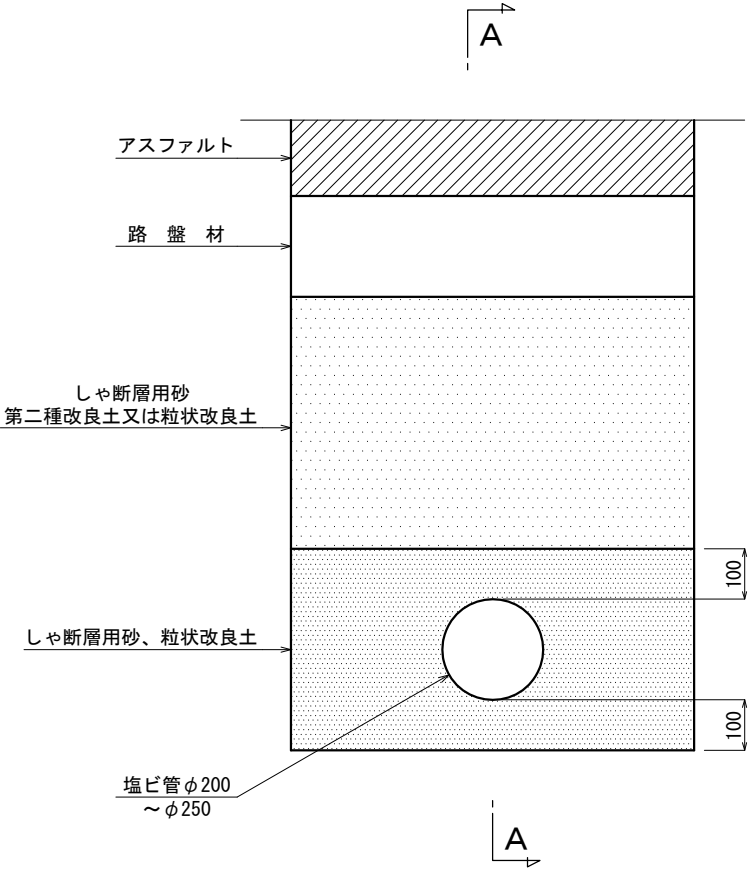 A
アスファルト
路 盤 材
しゃ断層用砂
第二種改良土又は粒状改良土
100
しゃ断層用砂、粒状改良土
100
塩ビ管φ200
～φ250
A